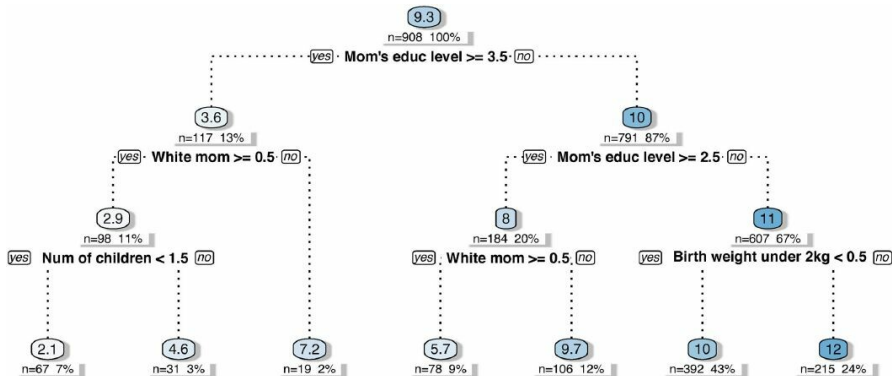 9.3
n=908 100%
yes Mom's educ level >= 3.5 no
3.6 10
n=117 13% n=791 87%
yes White mom >= 0.5 no yes Mom's educ level >= 2.5 no
2.9 8 11
n=98 11% n=184 20% n=607 67%
yes Num of children < 1.5 no yes White mom >= 0.5 no yes Birth weight under 2kg < 0.5 no
2.1 4.6 7.2 5.7 9.7 10 12
n=67 7% n=31 3% n=19 2% n=78 9% n=106 12% n=392 43% n=215 24%